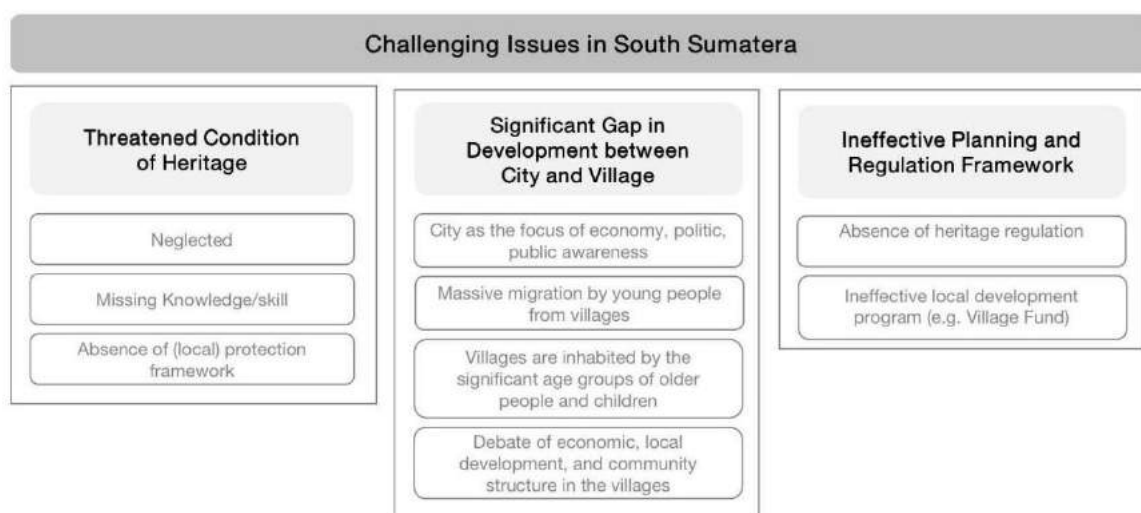 Challenging Issues in South Sumatera
Threatened Condition
of Heritage
Neglected
Missing Knowledge/skill
Absence of (local) protection
framework
Significant Gap in
Development between
City and Village
City as the focus of economy, politic,
public awareness
Massive migration by young people
from villages
Villages are inhabited by the
significant age groups of older
people and children
Debate of economic, local
development, and community
structure in the villages
Ineffective Planning and
Regulation Framework
Absence of heritage regulation
Ineffective local development
program (e.g. Village Fund)